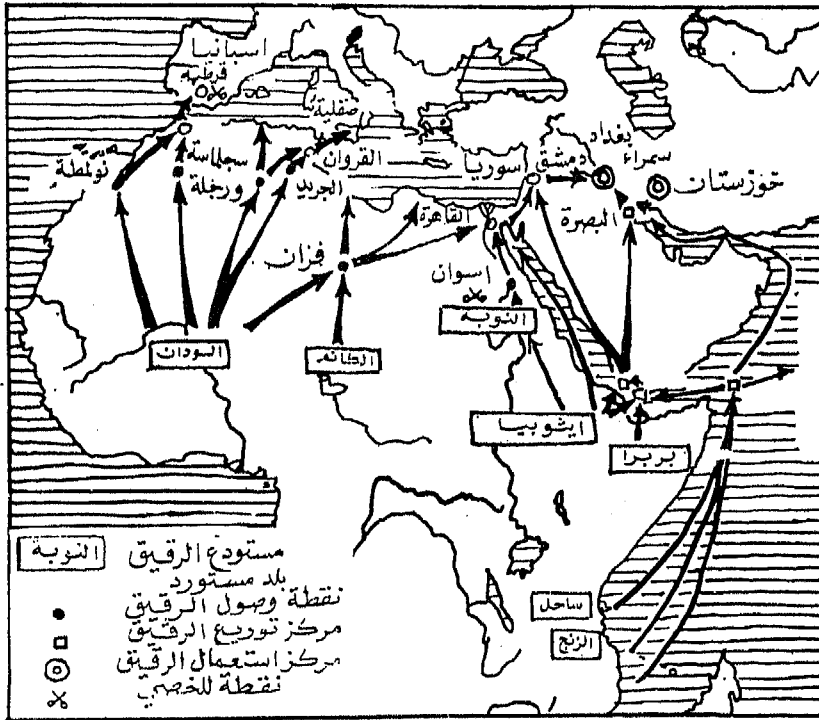 اسبانيا
قرطبة
صقلية
نولمطة
سجلماسة
ورجلة
القروان
الجريد
سوريا
دمشق
بغداد
سمراء
خوزستان
القاهرة
البصرة
فزان
اسوان
النوبة
السودان
الكانم
ايثوبيا
بربرا
ساحل
الزنج
النوبة
مستودع الرقيق
بلد مستورد
نقطة وصول الرقيق
مركز توزيع الرقيق
مركز استعمال الرقيق
نقطة للخصي